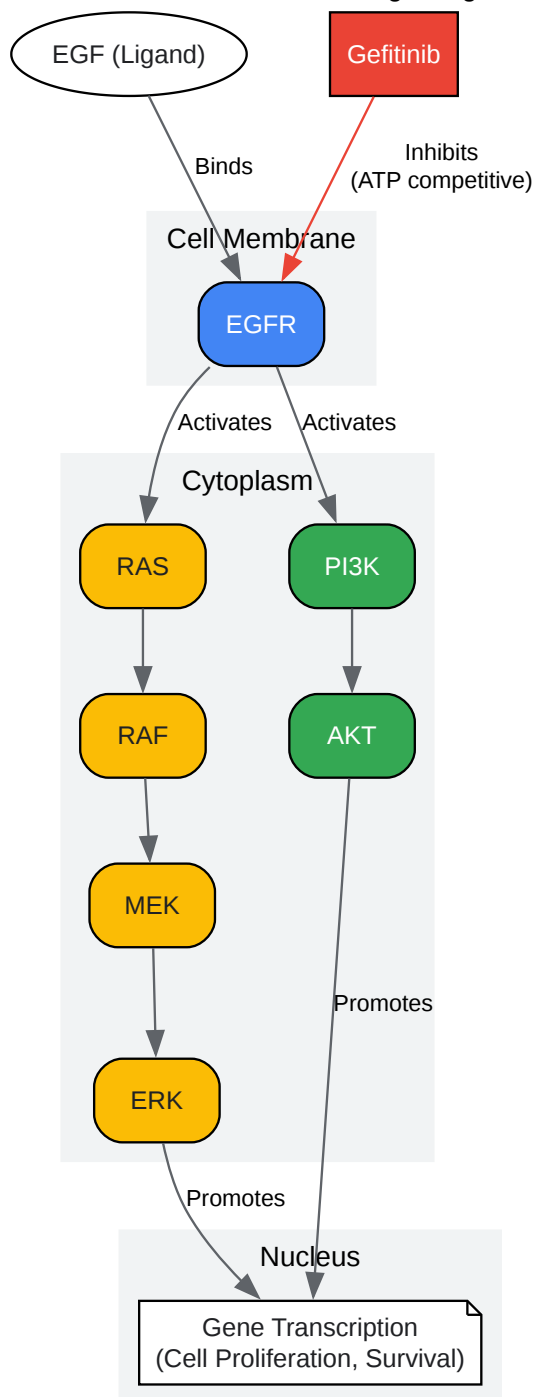 EGF (Ligand)
Gefitinib
Binds
Inhibits
(ATP competitive)
Cell Membrane
EGFR
Activates
Activates
Cytoplasm
RAS
PI3K
RAF
AKT
MEK
Promotes
ERK
Promotes
Nucleus
Gene Transcription
(Cell Proliferation, Survival)